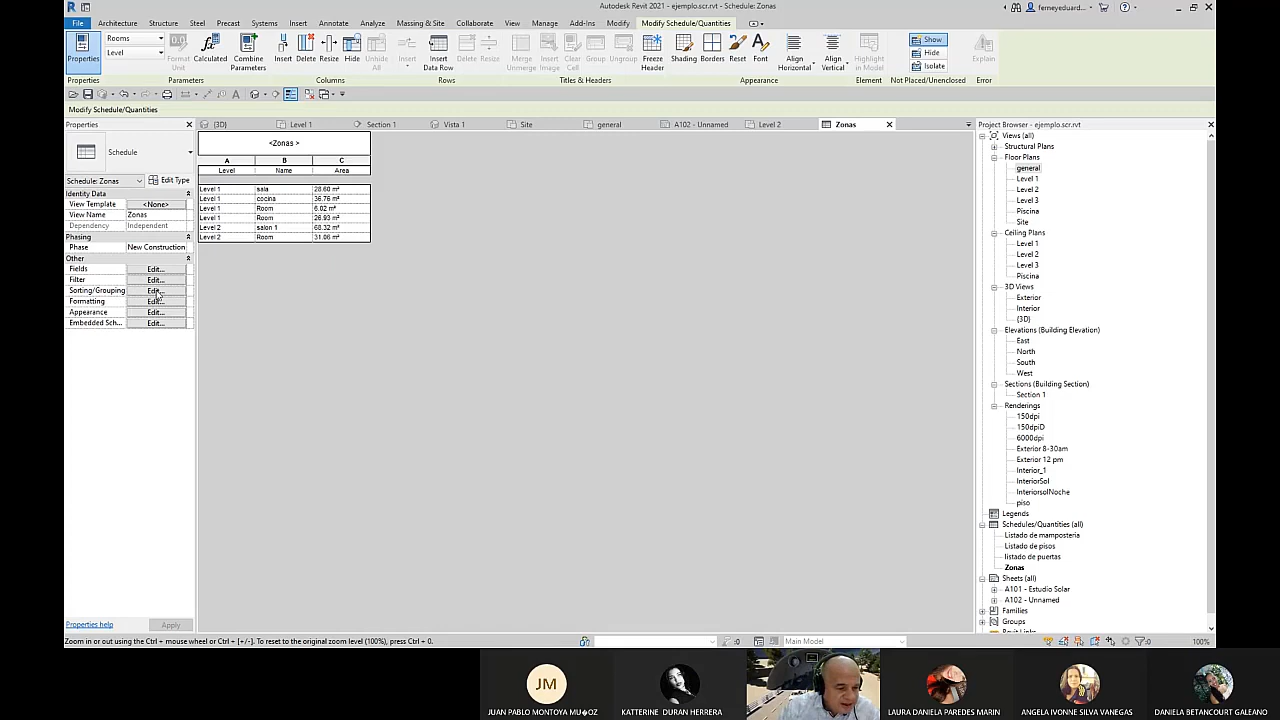 Autodesk Revit 2021 - ejemplo.scr.rvt - Schedule: Zonas
ferneyeduard...
File Architecture Structure Steel Precast Systems Insert Annotate Analyze Massing & Site Collaborate View Manage Add-Ins Modify Modify Schedule/Quantities
Rooms
Level
Properties
Format Unit
Calculated
Combine Parameters
Insert
Delete
Resize
Hide
Unhide All
Insert
Insert Data Row
Delete
Resize
Merge Unmerge
Insert Image
Clear Cell
Group
Ungroup
Freeze Header
Shading
Borders
Reset
Font
Align Horizontal
Align Vertical
Highlight in Model
Show
Hide
Isolate
Explain
Properties Parameters Columns Rows Titles & Headers Appearance Element Not Placed/Unenclosed Error
Modify Schedule/Quantities
Properties
(3D) Level 1 Section 1 Vista 1 Site general A102 - Unnamed Level 2 Zonas
Schedule
Schedule: Zonas Edit Type
Identity Data
View Template <None>
View Name Zonas
Dependency Independent
Phasing
Phase New Construction
Other
Fields Edit...
Filter Edit...
Sorting/Grouping Edit...
Formatting Edit...
Appearance Edit...
Embedded Sch... Edit...
Properties help Apply
<Zonas >
A B C
Level Name Area
Level 1 sala 28.60 m²
Level 1 cocina 36.76 m²
Level 1 Room 6.02 m²
Level 1 Room 26.93 m²
Level 2 salon 1 68.32 m²
Level 2 Room 31.06 m²
Project Browser - ejemplo.scr.rvt
Views (all)
Structural Plans
Floor Plans
general
Level 1
Level 2
Level 3
Piscina
Site
Ceiling Plans
Level 1
Level 2
Level 3
Piscina
3D Views
Exterior
Interior
(3D)
Elevations (Building Elevation)
East
North
South
West
Sections (Building Section)
Section 1
Renderings
150dpi
150dpiD
6000dpi
Exterior 8-30am
Exterior 12 pm
Interior_1
InteriorSol
InteriorsolNoche
piso
Legends
Schedules/Quantities (all)
Listado de mamposteria
Listado de pisos
listado de puertas
Zonas
Sheets (all)
A101 - Estudio Solar
A102 - Unnamed
Families
Groups
Revit Links
Zoom in or out using the Ctrl + mouse wheel or Ctrl + [+/-]. To reset to the original zoom level (100%), press Ctrl + 0.
:0 Main Model :0 100%
JM
JUAN PABLO MONTOYA MU�OZ
KATTERINE DURAN HERRERA
LAURA DANIELA PAREDES MARIN
ANGELA IVONNE SILVA VANEGAS
DANIELA BETANCOURT GALEANO